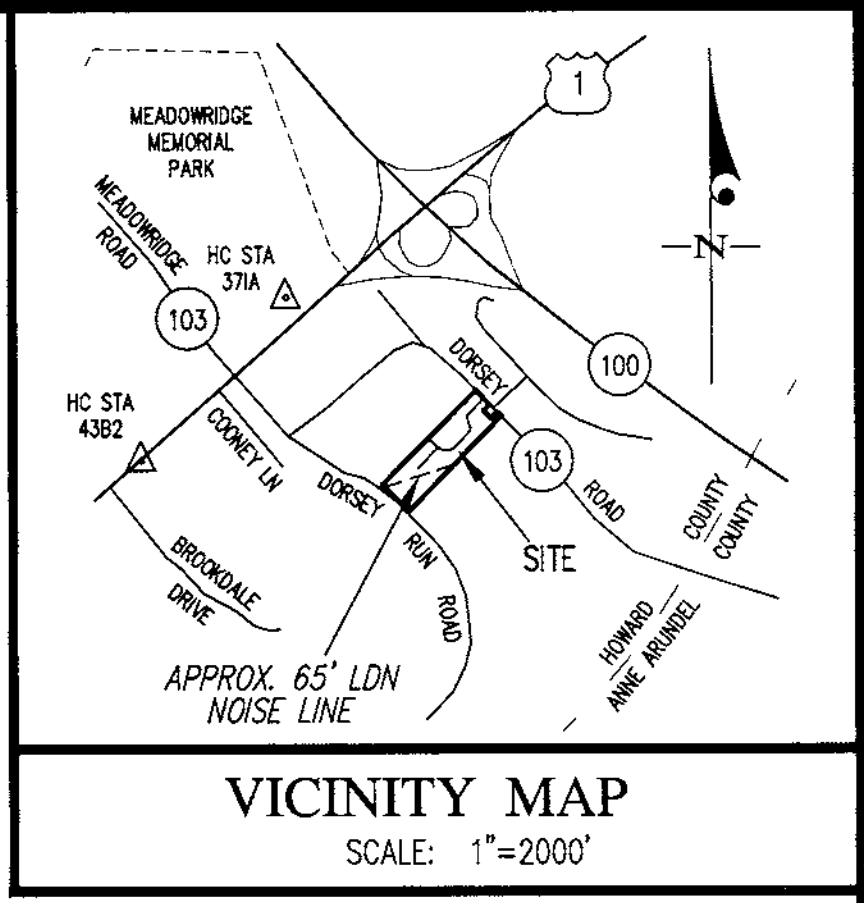 1
MEADOWRIDGE
MEMORIAL
PARK
MEADOWRIDGE
ROAD
HC STA
371A
103
N
100
DORSEY
HC STA
43B2
COONEY LN
DORSEY
103
ROAD
COUNTY
COUNTY
RUN
SITE
BROOKDALE
DRIVE
ROAD
HOWARD
ANNE ARUNDEL
APPROX. 65' LDN
NOISE LINE
VICINITY MAP
SCALE: 1"=2000'